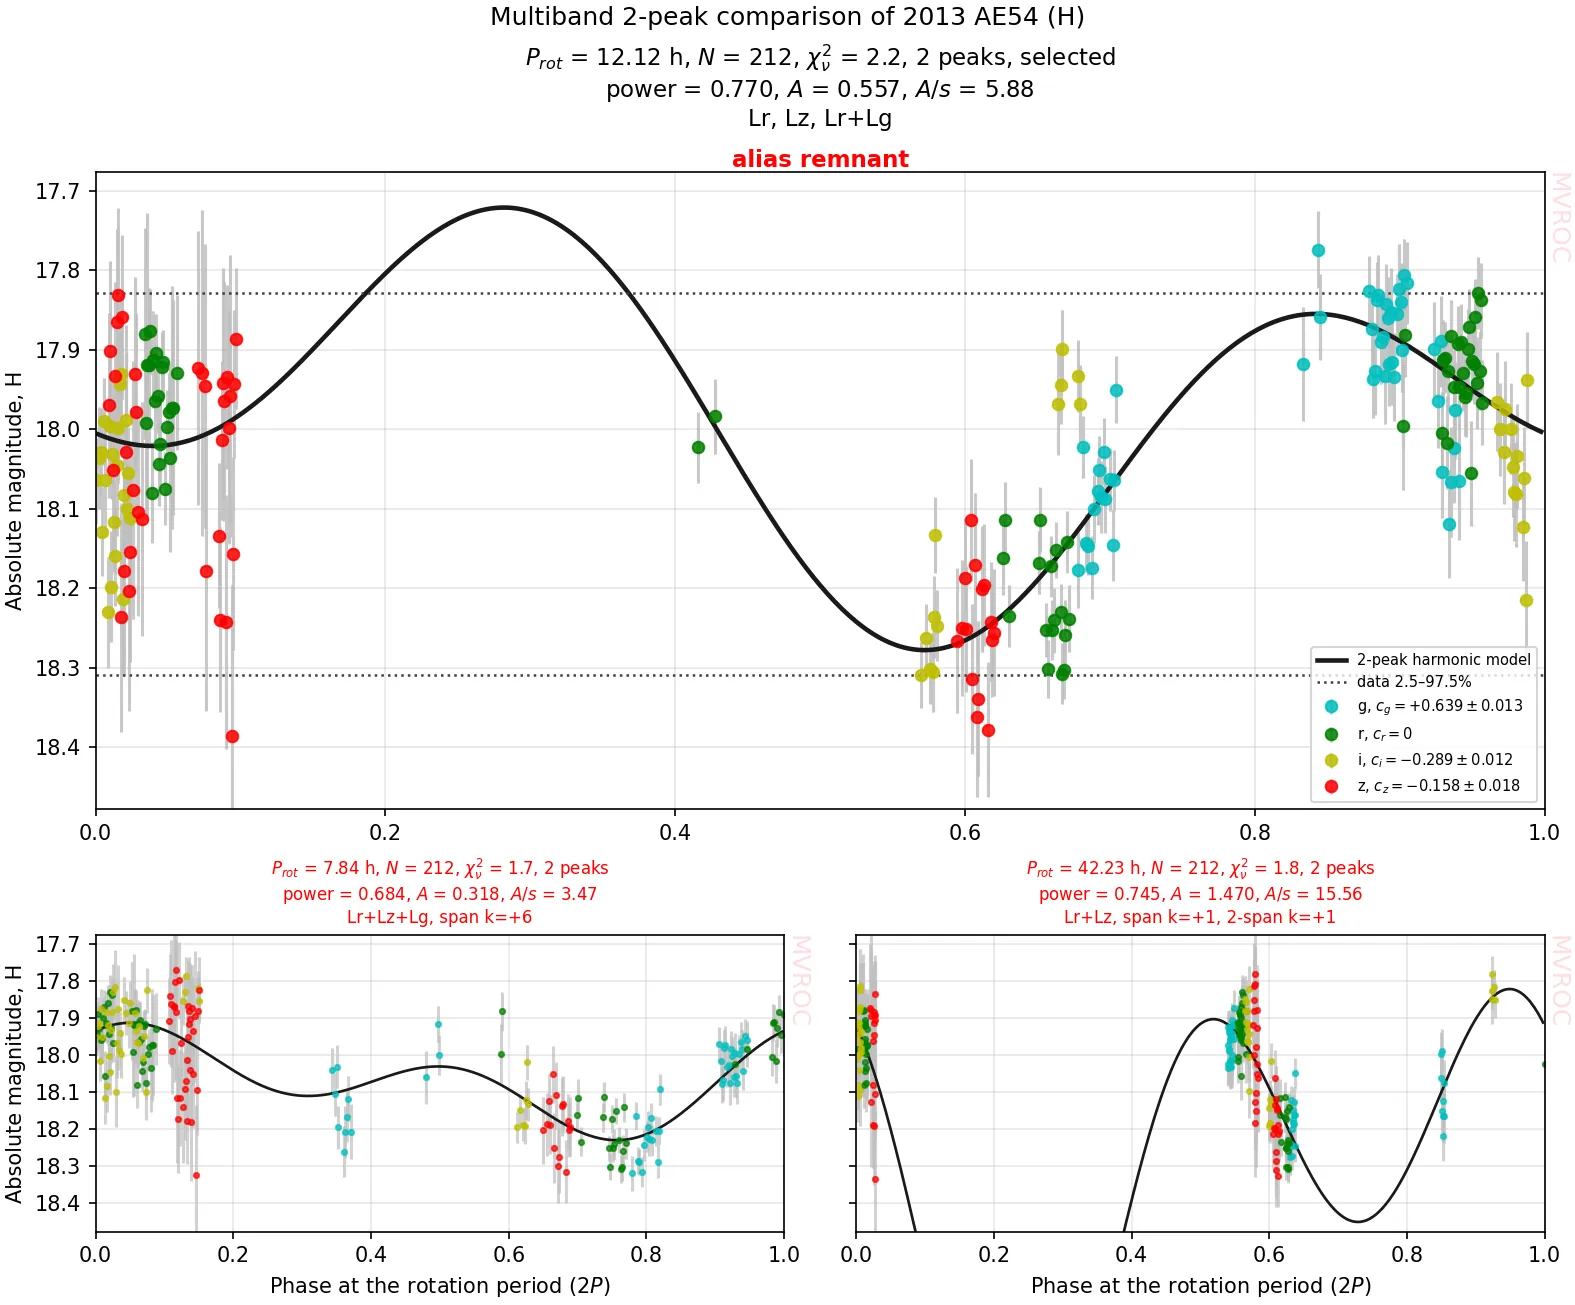 Multiband 2-peak comparison of 2013 AE54 (H)
P_rot = 12.12 h, N = 212, χ²_ν = 2.2, 2 peaks, selected
power = 0.770, A = 0.557, A/s = 5.88
Lr, Lz, Lr+Lg
alias remnant
MVROC
Absolute magnitude, H
17.7
17.8
17.9
18.0
18.1
18.2
18.3
18.4
2-peak harmonic model
data 2.5–97.5%
g, c_g = +0.639 ± 0.013
r, c_r = 0
i, c_i = −0.289 ± 0.012
z, c_z = −0.158 ± 0.018
0.0 0.2 0.4 0.6 0.8 1.0
P_rot = 7.84 h, N = 212, χ²_ν = 1.7, 2 peaks
power = 0.684, A = 0.318, A/s = 3.47
Lr+Lz+Lg, span k=+6
MVROC
Absolute magnitude, H
17.7
17.8
17.9
18.0
18.1
18.2
18.3
18.4
0.0 0.2 0.4 0.6 0.8 1.0
Phase at the rotation period (2P)
P_rot = 42.23 h, N = 212, χ²_ν = 1.8, 2 peaks
power = 0.745, A = 1.470, A/s = 15.56
Lr+Lz, span k=+1, 2-span k=+1
MVROC
0.0 0.2 0.4 0.6 0.8 1.0
Phase at the rotation period (2P)